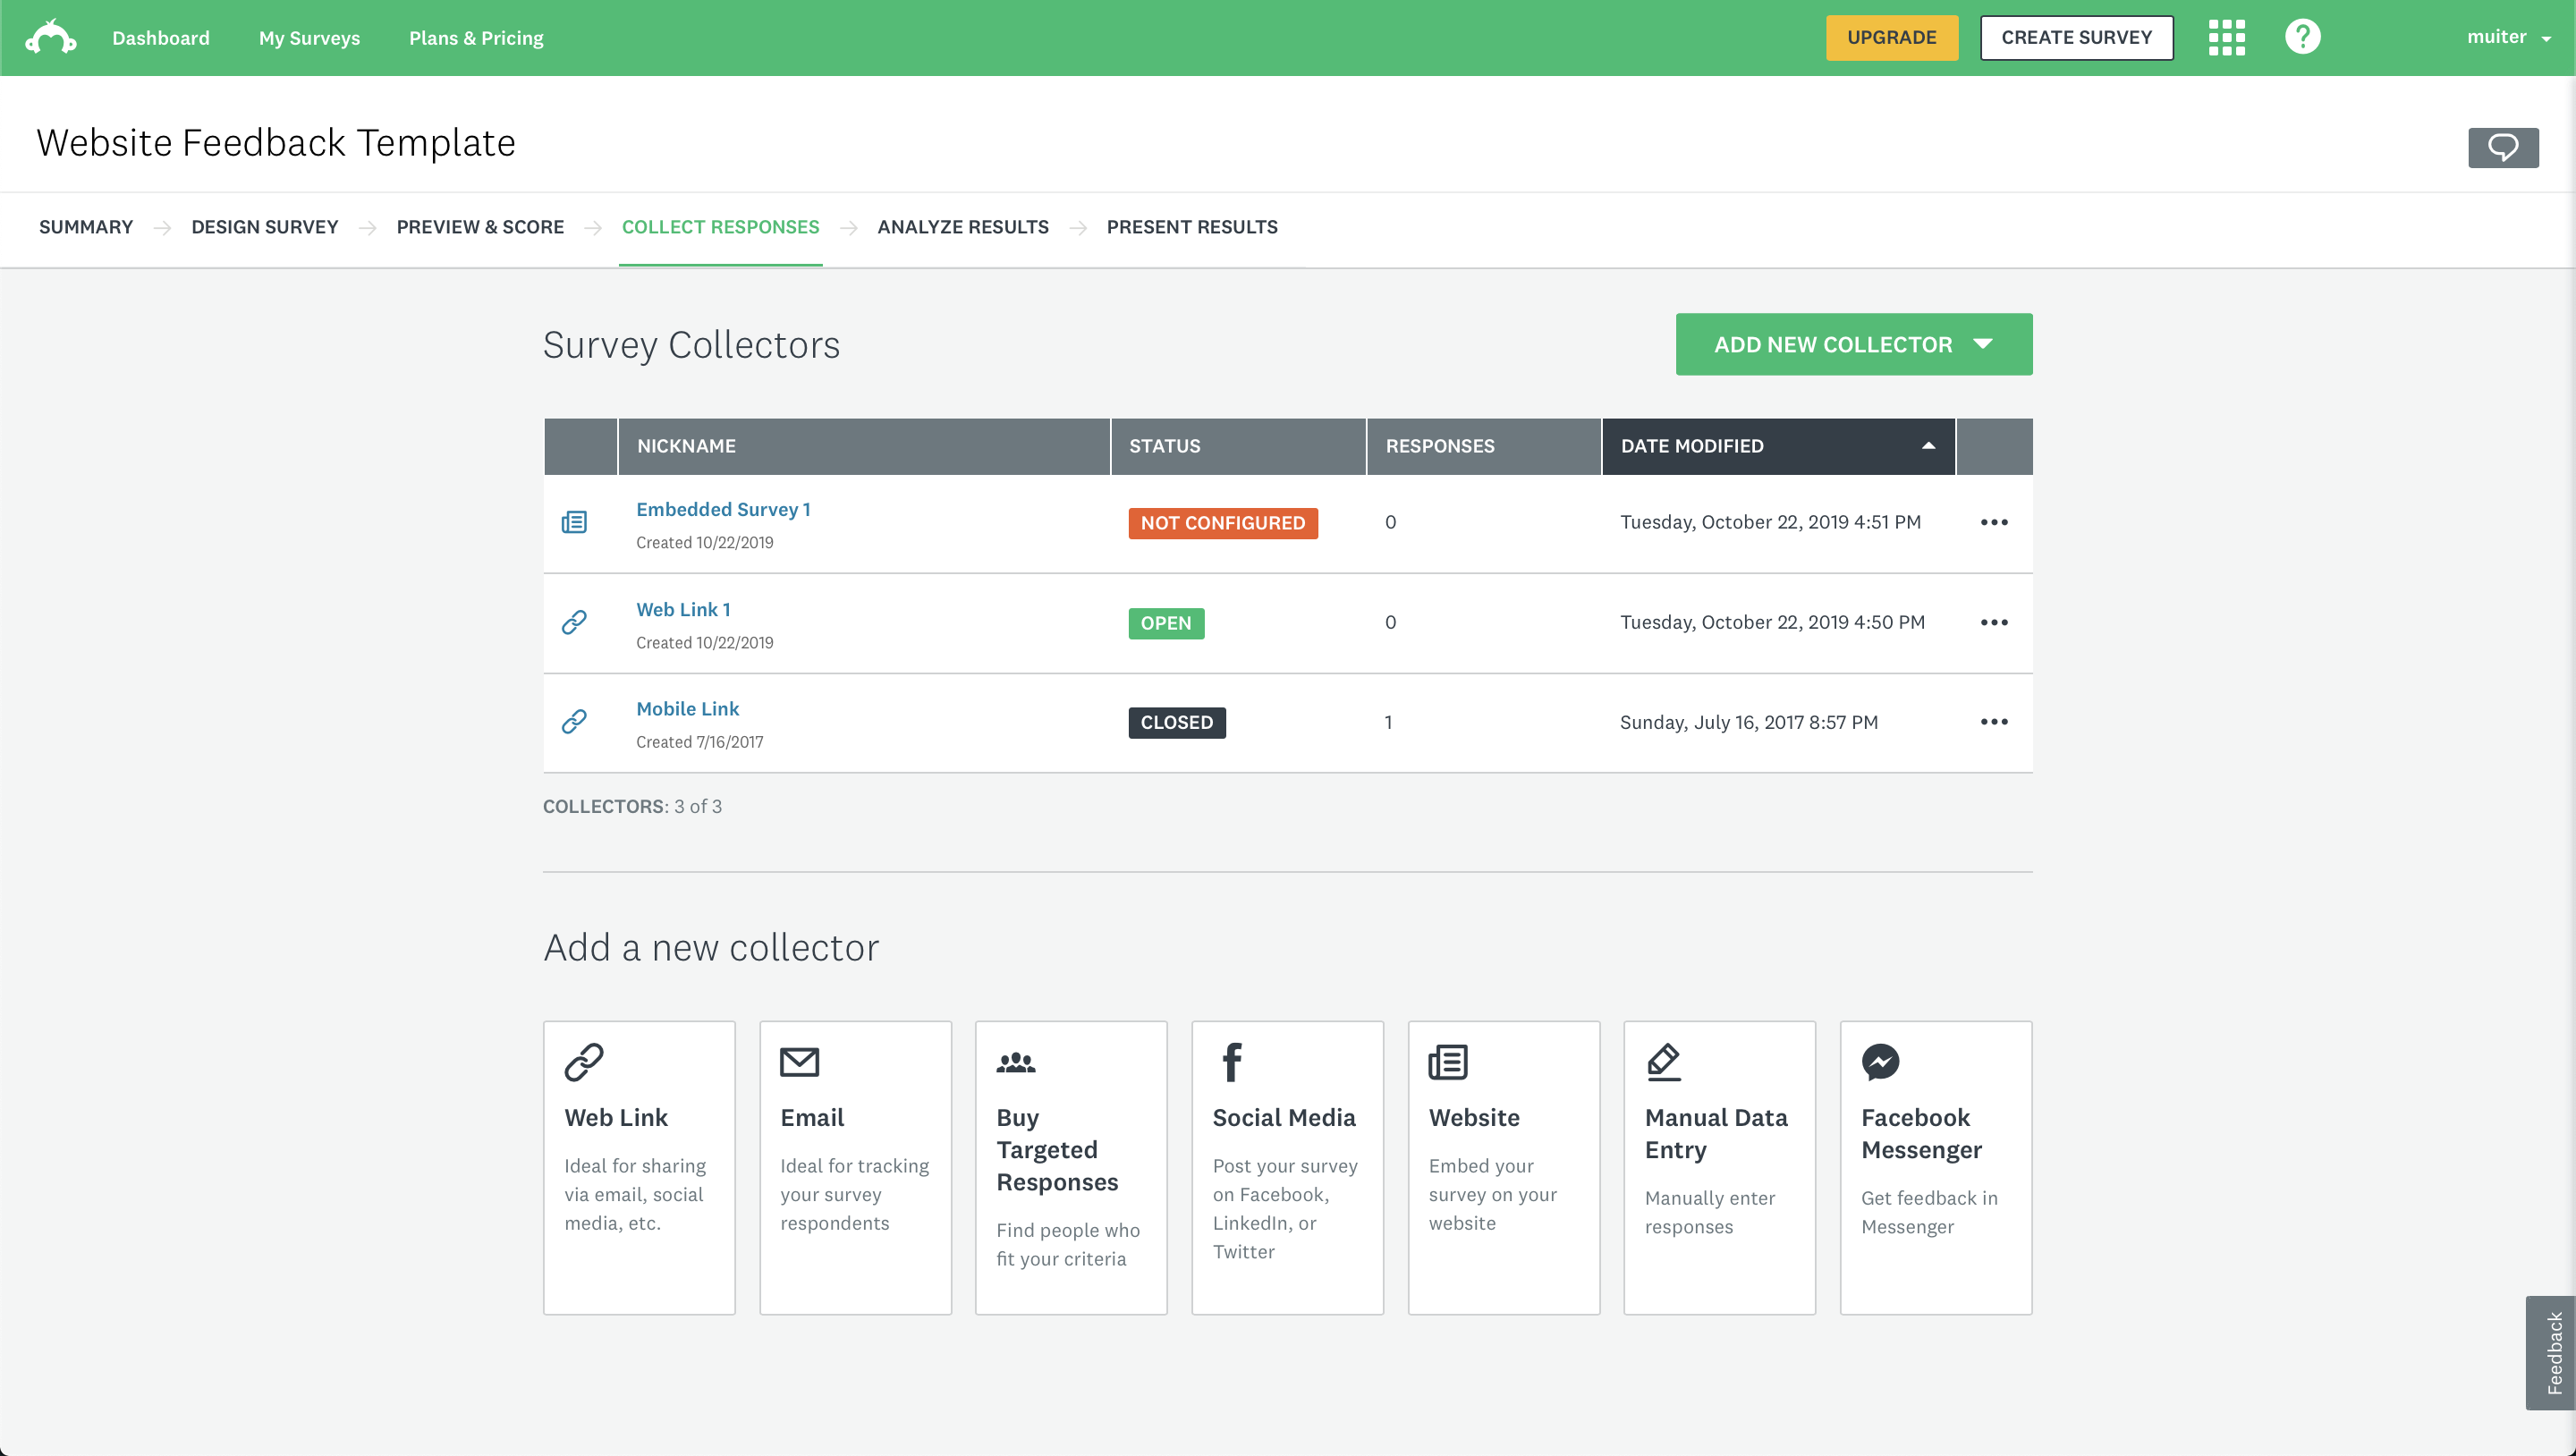 Dashboard My Surveys Plans & Pricing UPGRADE CREATE SURVEY ? muiter
Website Feedback Template
SUMMARY DESIGN SURVEY PREVIEW & SCORE COLLECT RESPONSES ANALYZE RESULTS PRESENT RESULTS
Survey Collectors ADD NEW COLLECTOR
NICKNAME STATUS RESPONSES DATE MODIFIED
Embedded Survey 1
Created 10/22/2019
NOT CONFIGURED 0 Tuesday, October 22, 2019 4:51 PM
Web Link 1
Created 10/22/2019
OPEN 0 Tuesday, October 22, 2019 4:50 PM
Mobile Link
Created 7/16/2017
CLOSED 1 Sunday, July 16, 2017 8:57 PM
COLLECTORS: 3 of 3
Add a new collector
Web Link
Ideal for sharing
via email, social
media, etc.
Email
Ideal for tracking
your survey
respondents
Buy
Targeted
Responses
Find people who
fit your criteria
Social Media
Post your survey
on Facebook,
LinkedIn, or
Twitter
Website
Embed your
survey on your
website
Manual Data
Entry
Manually enter
responses
Facebook
Messenger
Get feedback in
Messenger
Feedback